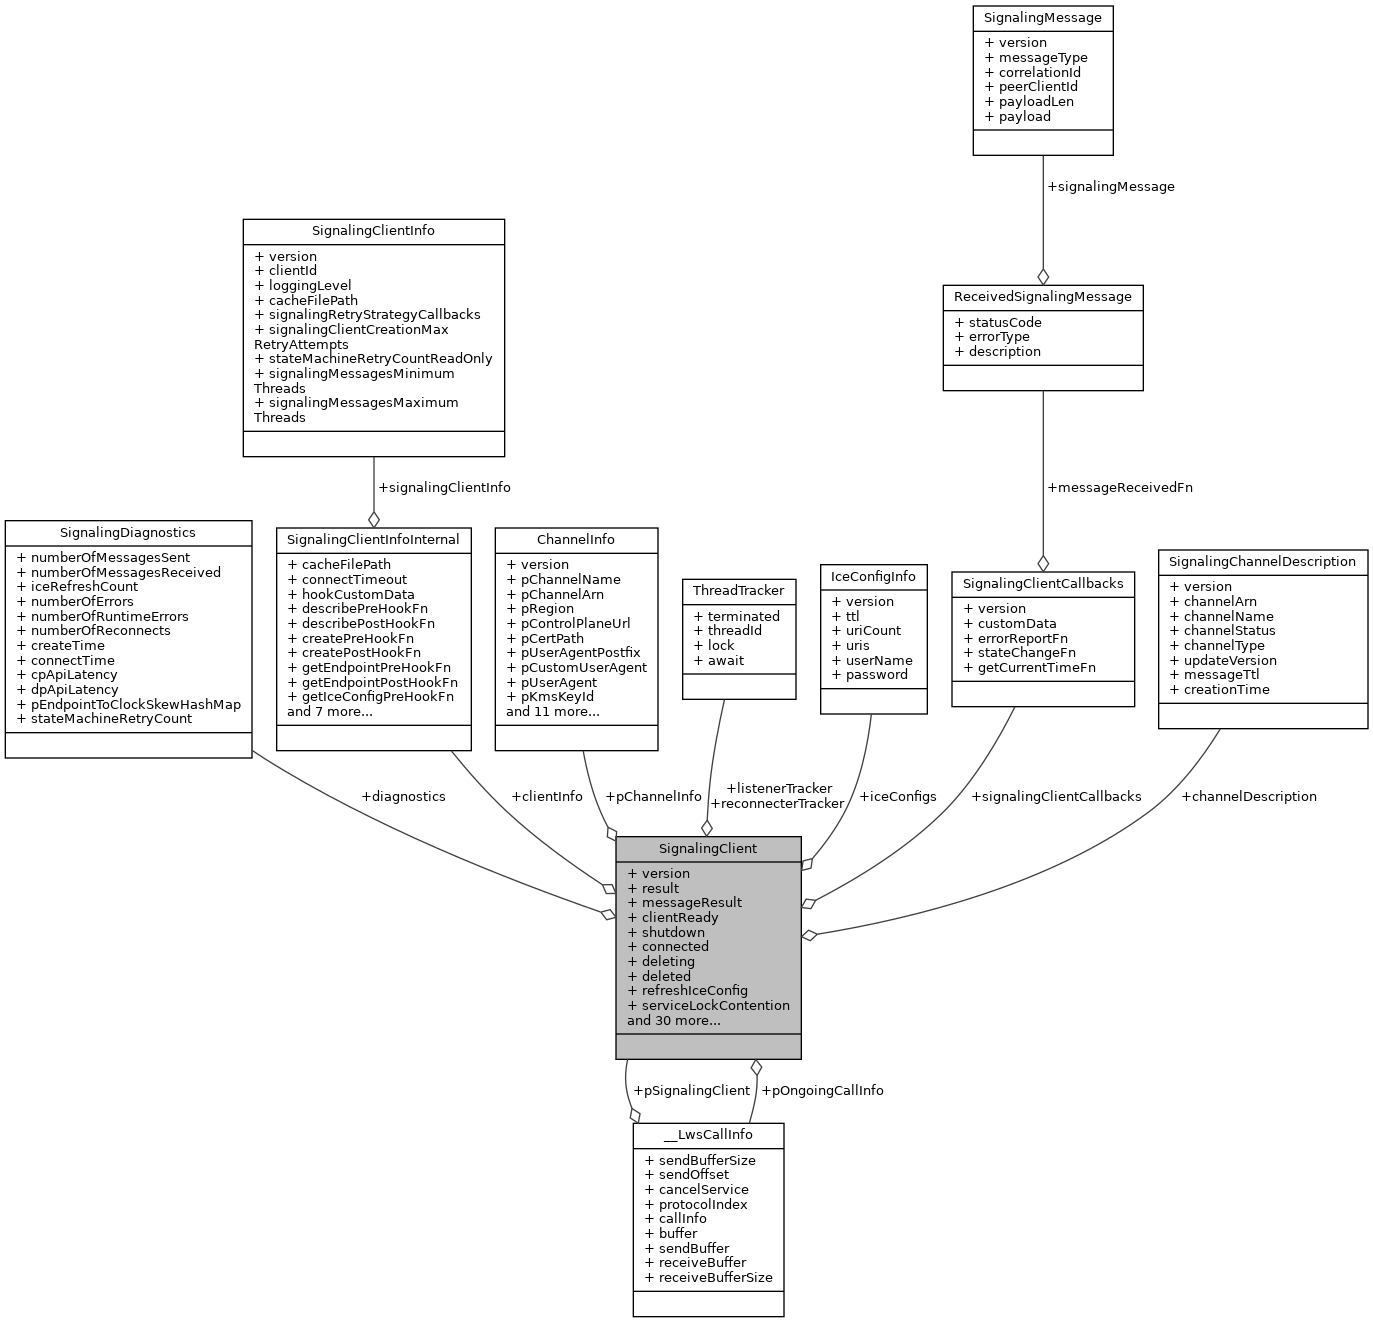 SignalingMessage
+ version
+ messageType
+ correlationId
+ peerClientId
+ payloadLen
+ payload
+signalingMessage
SignalingClientInfo
+ version
+ clientId
+ loggingLevel
+ cacheFilePath
+ signalingRetryStrategyCallbacks
+ signalingClientCreationMax
RetryAttempts
+ stateMachineRetryCountReadOnly
+ signalingMessagesMinimum
Threads
+ signalingMessagesMaximum
Threads
+signalingClientInfo
ReceivedSignalingMessage
+ statusCode
+ errorType
+ description
+messageReceivedFn
SignalingDiagnostics
+ numberOfMessagesSent
+ numberOfMessagesReceived
+ iceRefreshCount
+ numberOfErrors
+ numberOfRuntimeErrors
+ numberOfReconnects
+ createTime
+ connectTime
+ cpApiLatency
+ dpApiLatency
+ pEndpointToClockSkewHashMap
+ stateMachineRetryCount
SignalingClientInfoInternal
+ cacheFilePath
+ connectTimeout
+ hookCustomData
+ describePreHookFn
+ describePostHookFn
+ createPreHookFn
+ createPostHookFn
+ getEndpointPreHookFn
+ getEndpointPostHookFn
+ getIceConfigPreHookFn
and 7 more...
ChannelInfo
+ version
+ pChannelName
+ pChannelArn
+ pRegion
+ pControlPlaneUrl
+ pCertPath
+ pUserAgentPostfix
+ pCustomUserAgent
+ pUserAgent
+ pKmsKeyId
and 11 more...
ThreadTracker
+ terminated
+ threadId
+ lock
+ await
IceConfigInfo
+ version
+ ttl
+ uriCount
+ uris
+ userName
+ password
SignalingClientCallbacks
+ version
+ customData
+ errorReportFn
+ stateChangeFn
+ getCurrentTimeFn
SignalingChannelDescription
+ version
+ channelArn
+ channelName
+ channelStatus
+ channelType
+ updateVersion
+ messageTtl
+ creationTime
+diagnostics
+clientInfo
+pChannelInfo
+listenerTracker
+reconnecterTracker
+iceConfigs
+signalingClientCallbacks
+channelDescription
SignalingClient
+ version
+ result
+ messageResult
+ clientReady
+ shutdown
+ connected
+ deleting
+ deleted
+ refreshIceConfig
+ serviceLockContention
and 30 more...
+pSignalingClient
+pOngoingCallInfo
__LwsCallInfo
+ sendBufferSize
+ sendOffset
+ cancelService
+ protocolIndex
+ callInfo
+ buffer
+ sendBuffer
+ receiveBuffer
+ receiveBufferSize